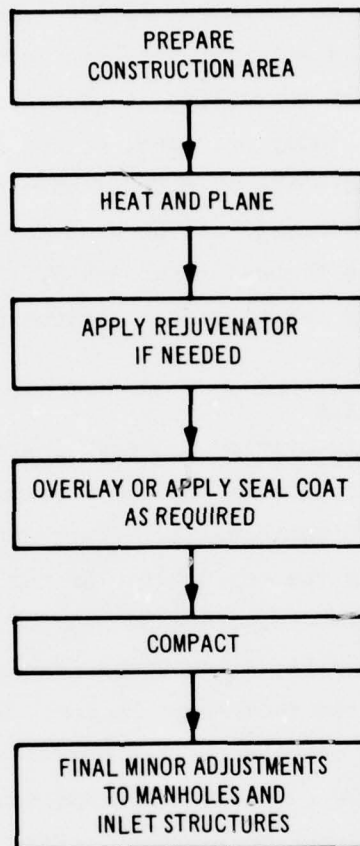 PREPARE
CONSTRUCTION AREA
HEAT AND PLANE
APPLY REJUVENATOR
IF NEEDED
OVERLAY OR APPLY SEAL COAT
AS REQUIRED
COMPACT
FINAL MINOR ADJUSTMENTS
TO MANHOLES AND
INLET STRUCTURES